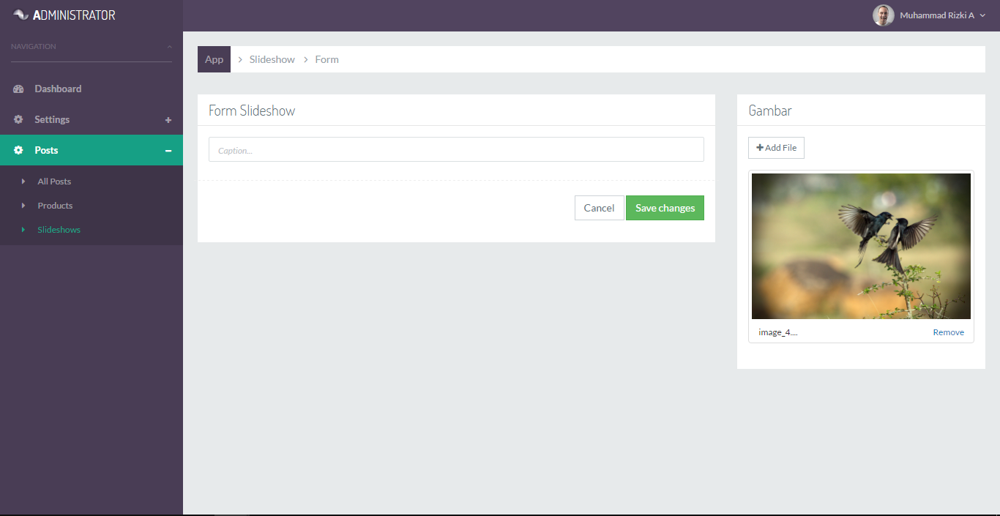 ADMINISTRATOR
Muhammad Rizki A
NAVIGATION
Dashboard
Settings
Posts
All Posts
Products
Slideshows
App > Slideshow > Form
Form Slideshow
Caption...
Cancel
Save changes
Gambar
Add File
image_4....
Remove